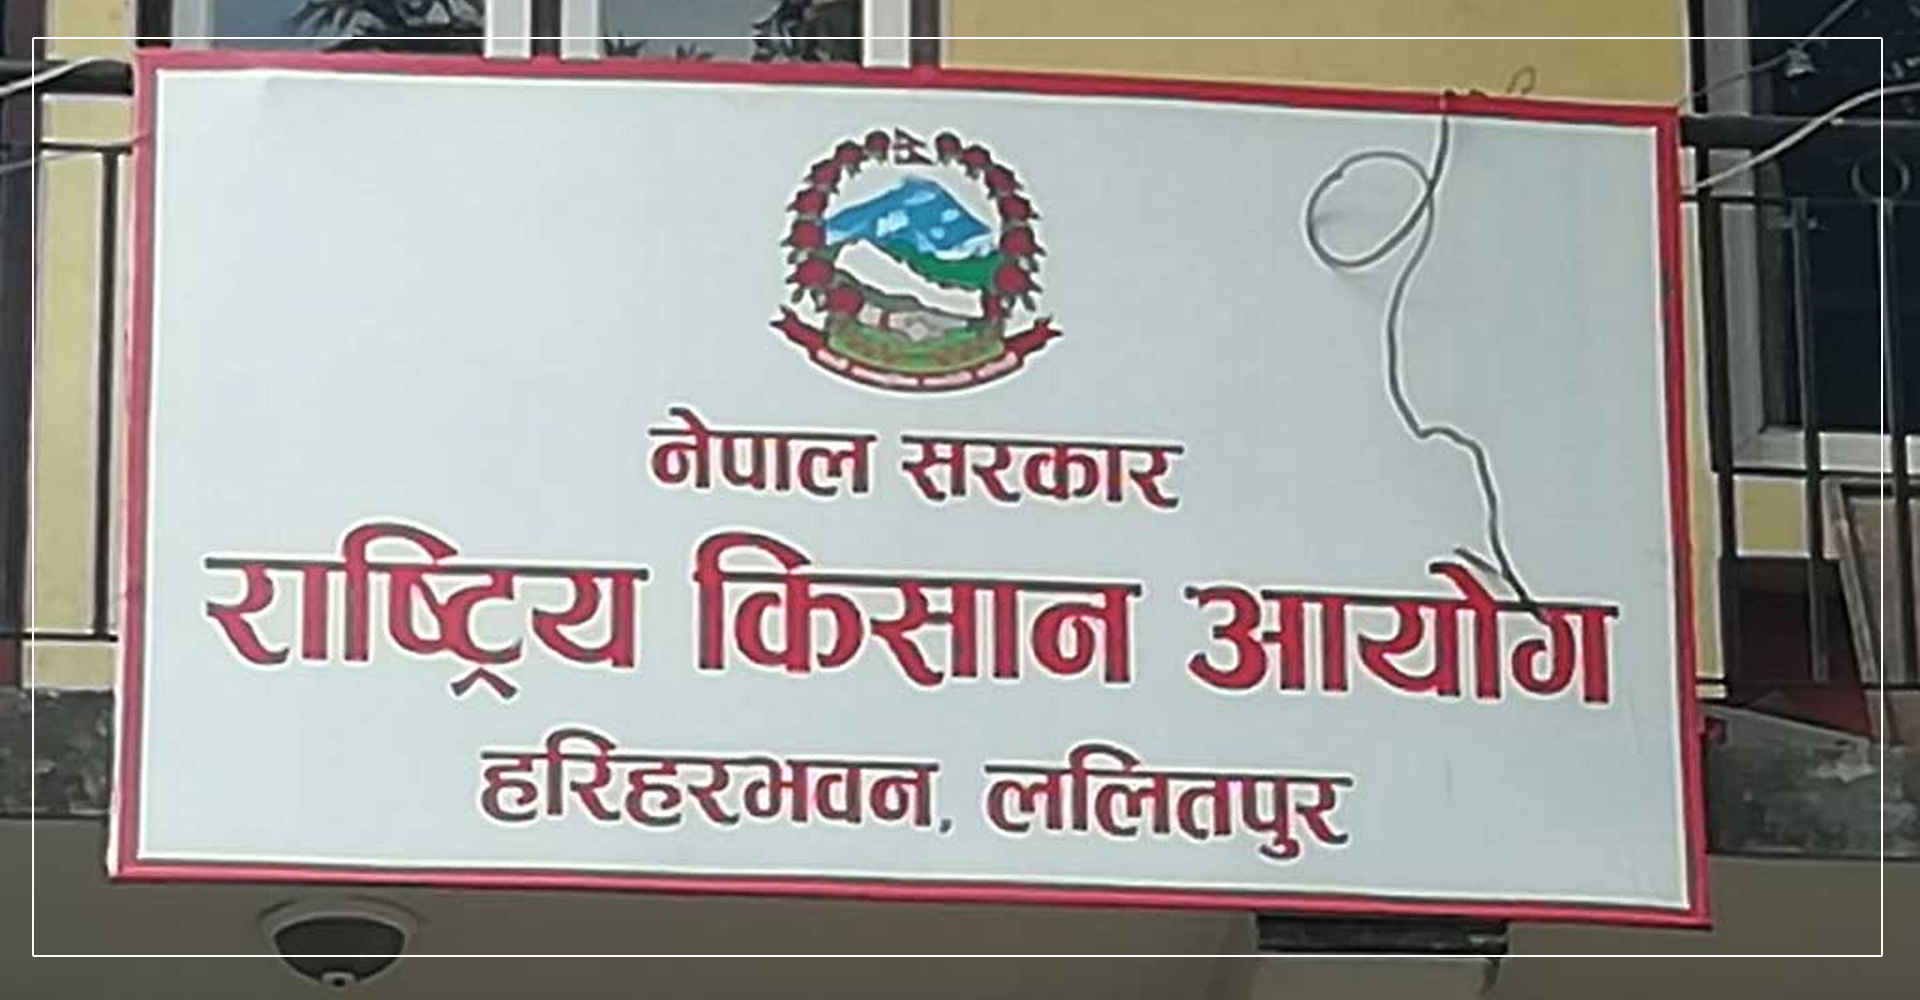 नेपाल सरकार
राष्ट्रिय किसान आयोग
हरिहरभवन, ललितपुर